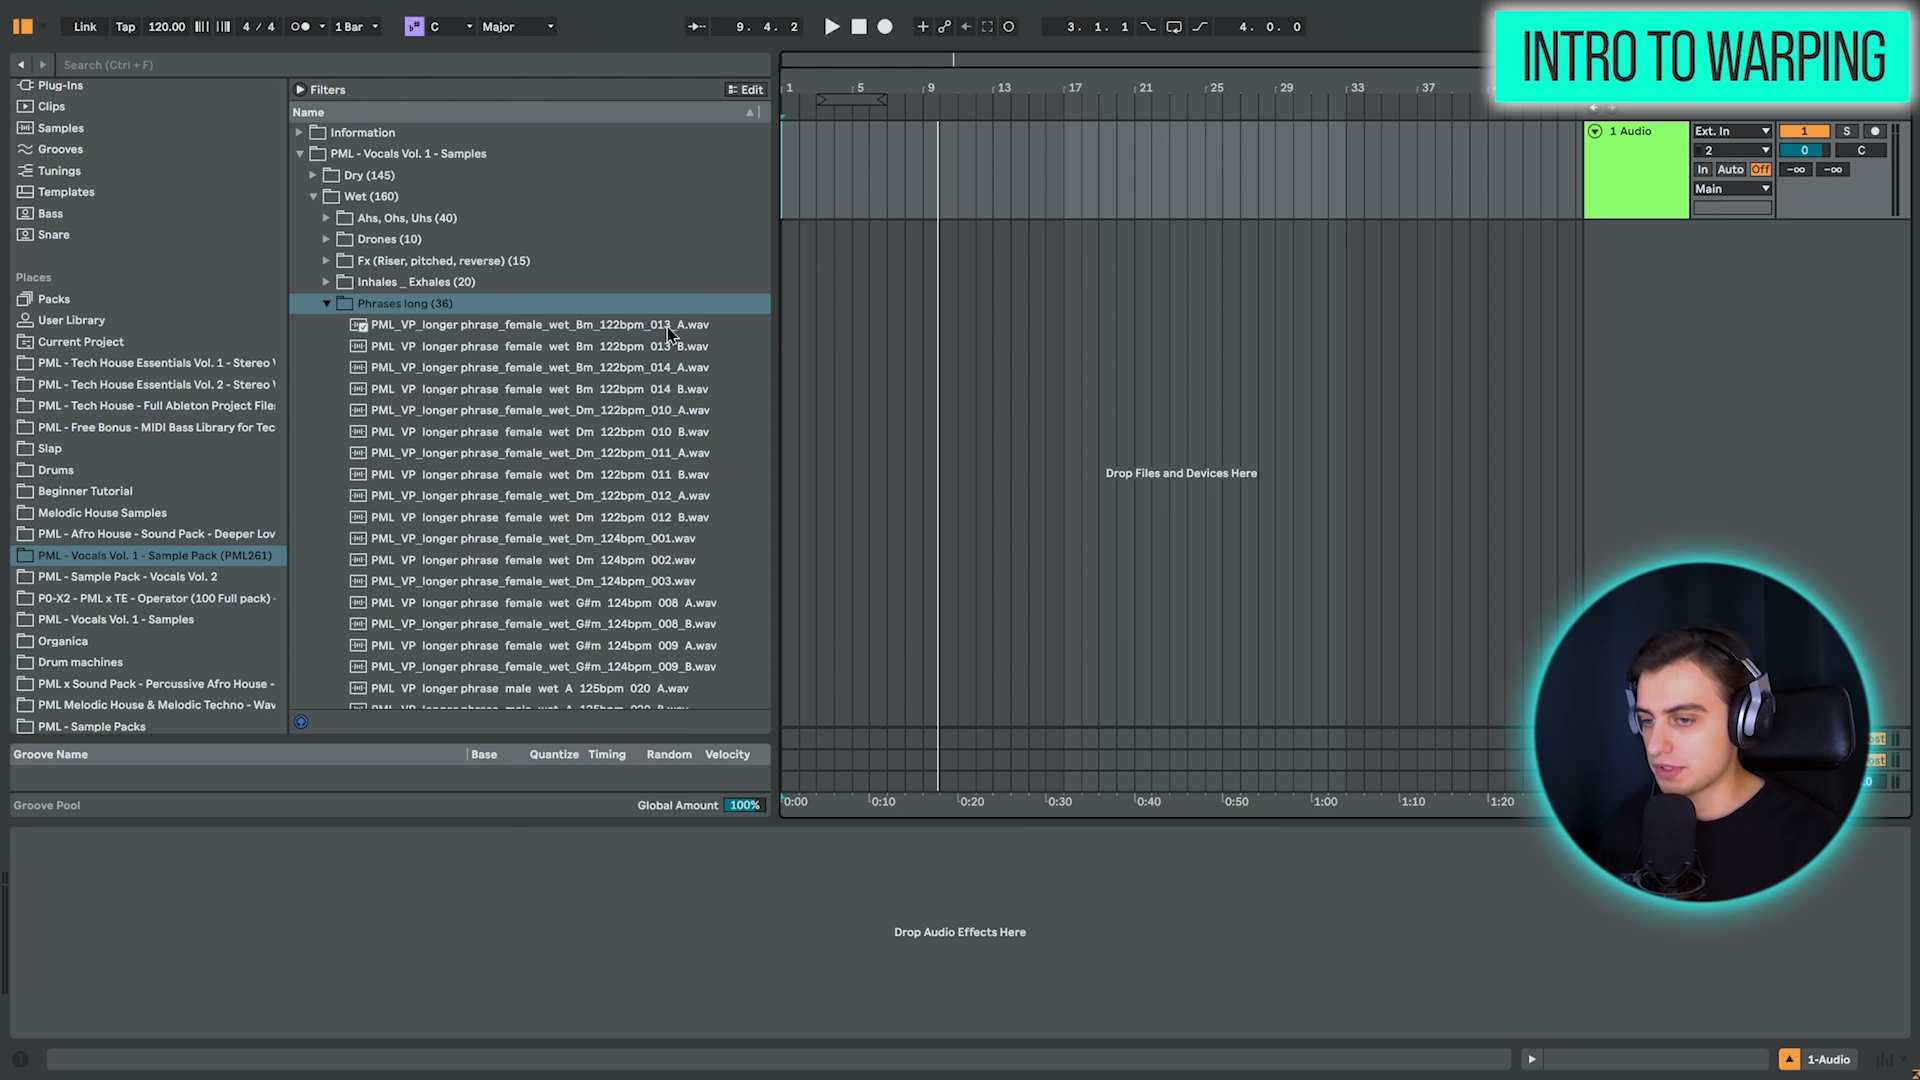 Link Tap 120.00 4 / 4 1 Bar C Major 9. 4. 2 3. 1. 1 4. 0. 0
INTRO TO WARPING
Search (Ctrl + F)
Plug-Ins
Clips
Samples
Grooves
Tunings
Templates
Bass
Snare
Places
Packs
User Library
Current Project
PML - Tech House Essentials Vol. 1 - Stereo
PML - Tech House Essentials Vol. 2 - Stereo
PML - Tech House - Full Ableton Project File
PML - Free Bonus - MIDI Bass Library for Tec
Slap
Drums
Beginner Tutorial
Melodic House Samples
PML - Afro House - Sound Pack - Deeper Lov
PML - Vocals Vol. 1 - Sample Pack (PML261)
PML - Sample Pack - Vocals Vol. 2
P0-X2 - PML x TE - Operator (100 Full pack) -
PML - Vocals Vol. 1 - Samples
Organica
Drum machines
PML x Sound Pack - Percussive Afro House -
PML Melodic House & Melodic Techno - Wav
PML - Sample Packs
Filters Edit
Name
Information
PML - Vocals Vol. 1 - Samples
Dry (145)
Wet (160)
Ahs, Ohs, Uhs (40)
Drones (10)
Fx (Riser, pitched, reverse) (15)
Inhales _ Exhales (20)
Phrases long (36)
PML_VP_longer phrase_female_wet_Bm_122bpm_013_A.wav
PML_VP_longer phrase_female_wet_Bm_122bpm_013_B.wav
PML_VP_longer phrase_female_wet_Bm_122bpm_014_A.wav
PML_VP_longer phrase_female_wet_Bm_122bpm_014_B.wav
PML_VP_longer phrase_female_wet_Dm_122bpm_010_A.wav
PML_VP_longer phrase_female_wet_Dm_122bpm_010_B.wav
PML_VP_longer phrase_female_wet_Dm_122bpm_011_A.wav
PML_VP_longer phrase_female_wet_Dm_122bpm_011_B.wav
PML_VP_longer phrase_female_wet_Dm_122bpm_012_A.wav
PML_VP_longer phrase_female_wet_Dm_122bpm_012_B.wav
PML_VP_longer phrase_female_wet_Dm_124bpm_001.wav
PML_VP_longer phrase_female_wet_Dm_124bpm_002.wav
PML_VP_longer phrase_female_wet_Dm_124bpm_003.wav
PML_VP_longer phrase_female_wet_G#m_124bpm_008_A.wav
PML_VP_longer phrase_female_wet_G#m_124bpm_008_B.wav
PML_VP_longer phrase_female_wet_G#m_124bpm_009_A.wav
PML_VP_longer phrase_female_wet_G#m_124bpm_009_B.wav
PML_VP_longer phrase_male_wet_A_125bpm_020_A.wav
1 5 9 13 17 21 25 29 33 37
Drop Files and Devices Here
0:00 0:10 0:20 0:30 0:40 0:50 1:00 1:10 1:20
1 Audio
Ext. In 1 S
2 0 C
In Auto Off -∞ -∞
Main
Groove Name Base Quantize Timing Random Velocity
Groove Pool Global Amount 100%
Drop Audio Effects Here
1-Audio